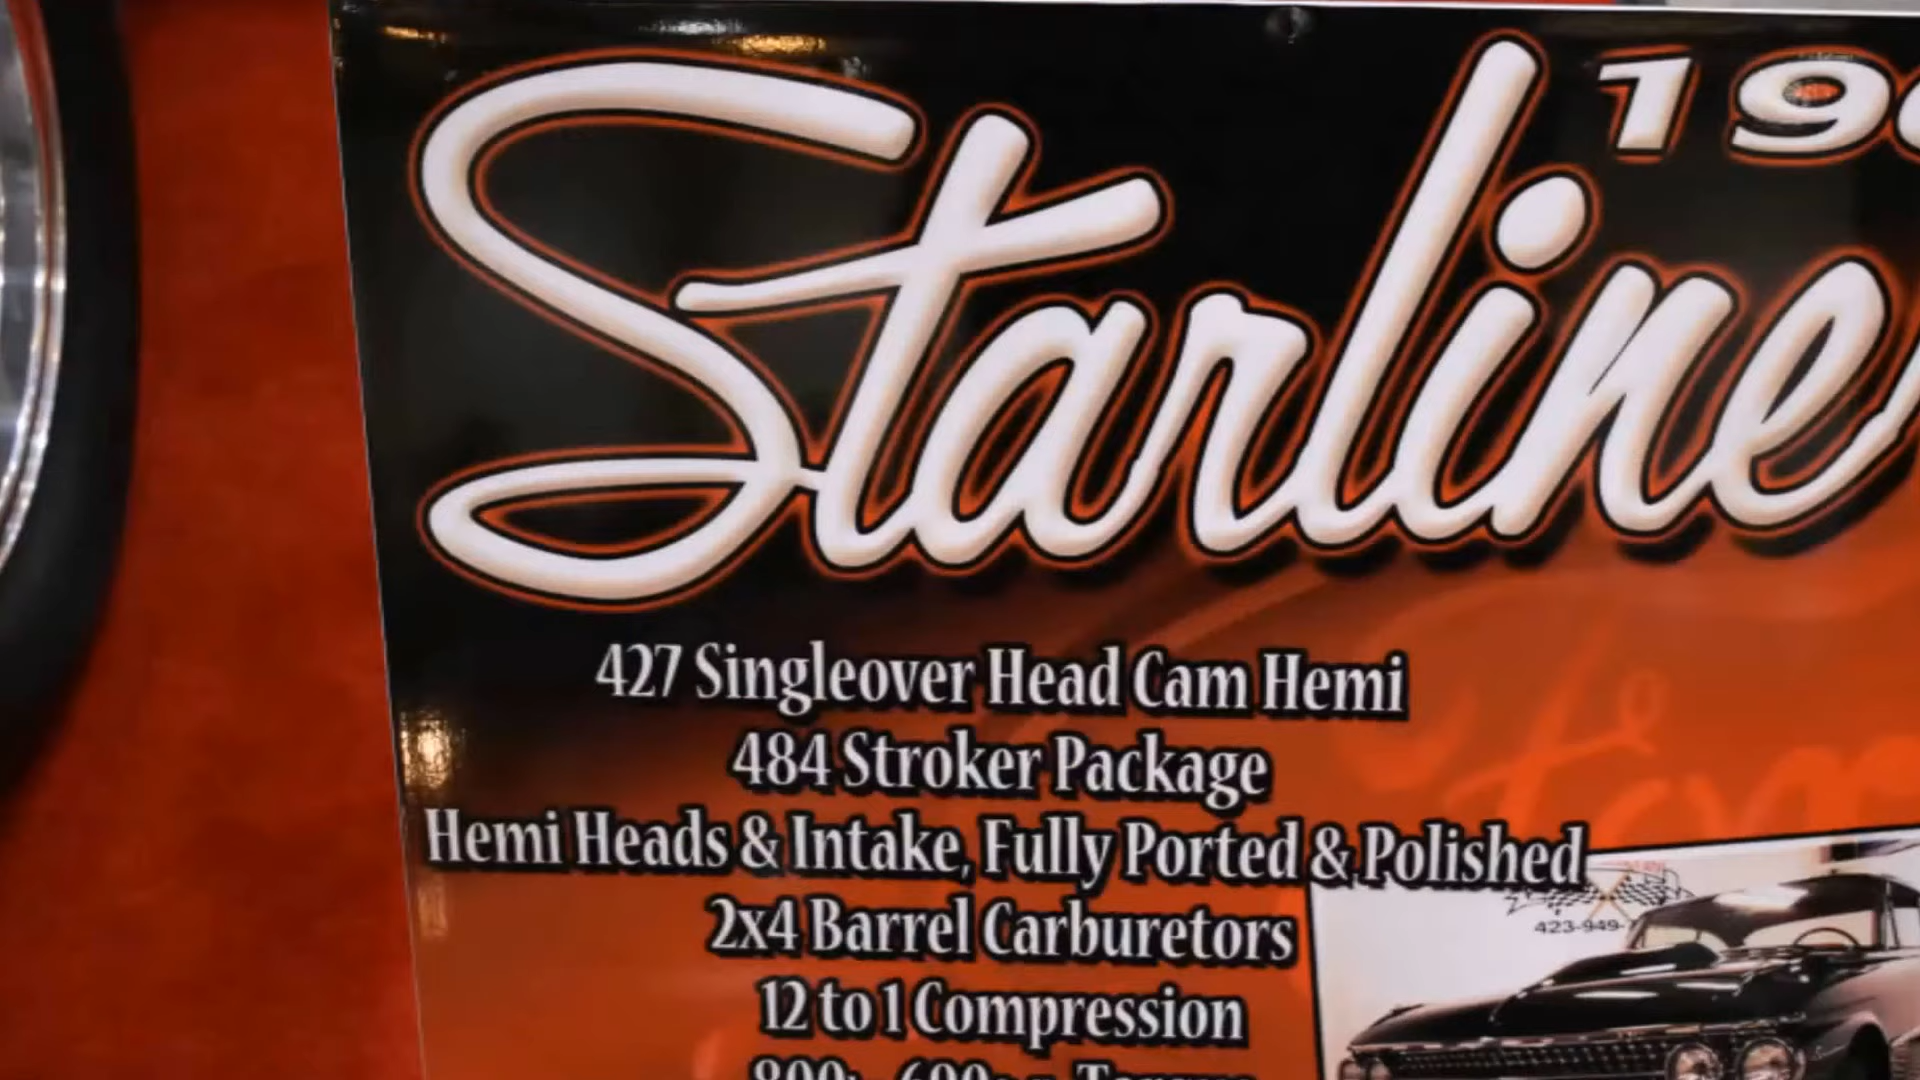 19
Starline
427 Singleover Head Cam Hemi
484 Stroker Package
Hemi Heads & Intake, Fully Ported & Polished
2x4 Barrel Carburetors
423-949-
12 to 1 Compression